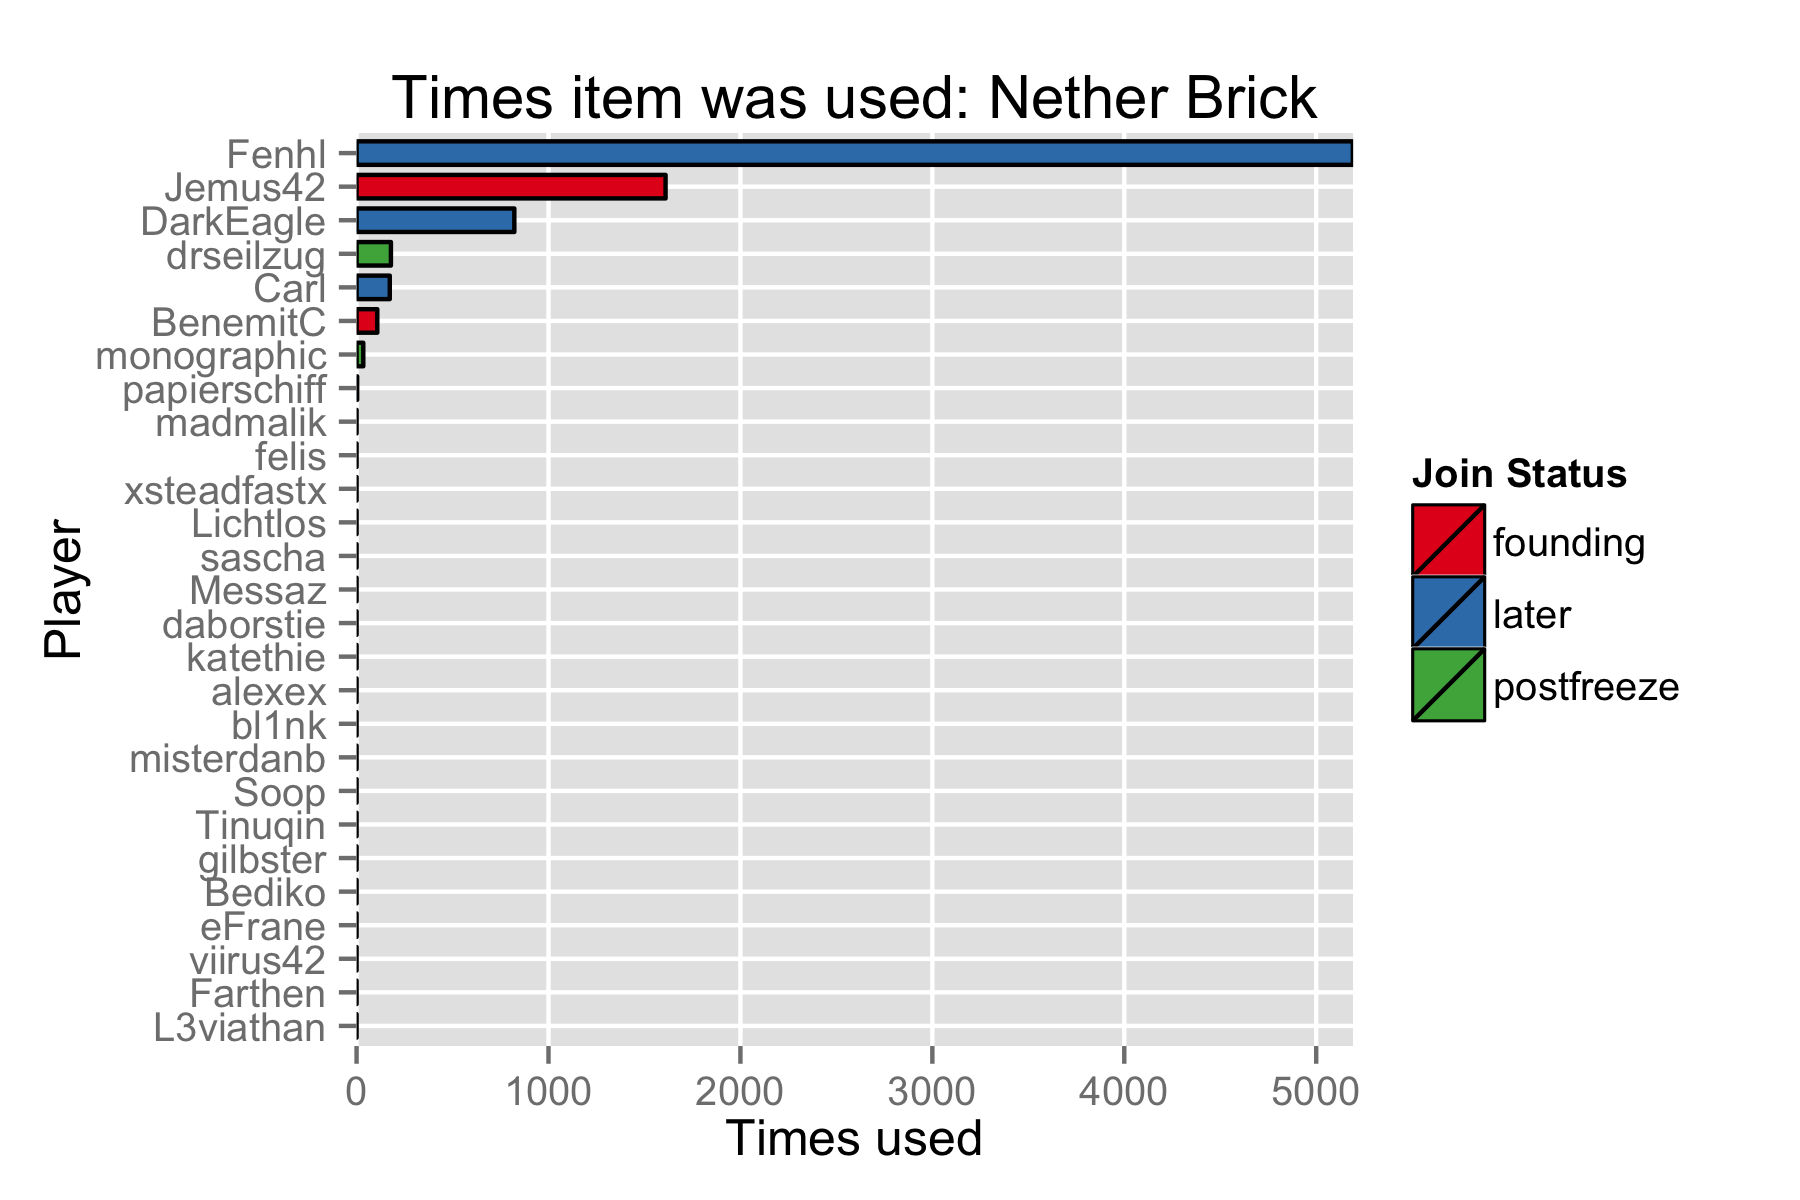 Times item was used: Nether Brick
Fenhl
Jemus42
DarkEagle
drseilzug
Carl
BenemitC
monographic
papierschiff
madmalik
felis
xsteadfastx
Lichtlos
sascha
Messaz
daborstie
katethie
alexex
bl1nk
misterdanb
Soop
Tinuqin
gilbster
Bediko
eFrane
viirus42
Farthen
L3viathan
Player
0 1000 2000 3000 4000 5000
Times used
Join Status
founding
later
postfreeze